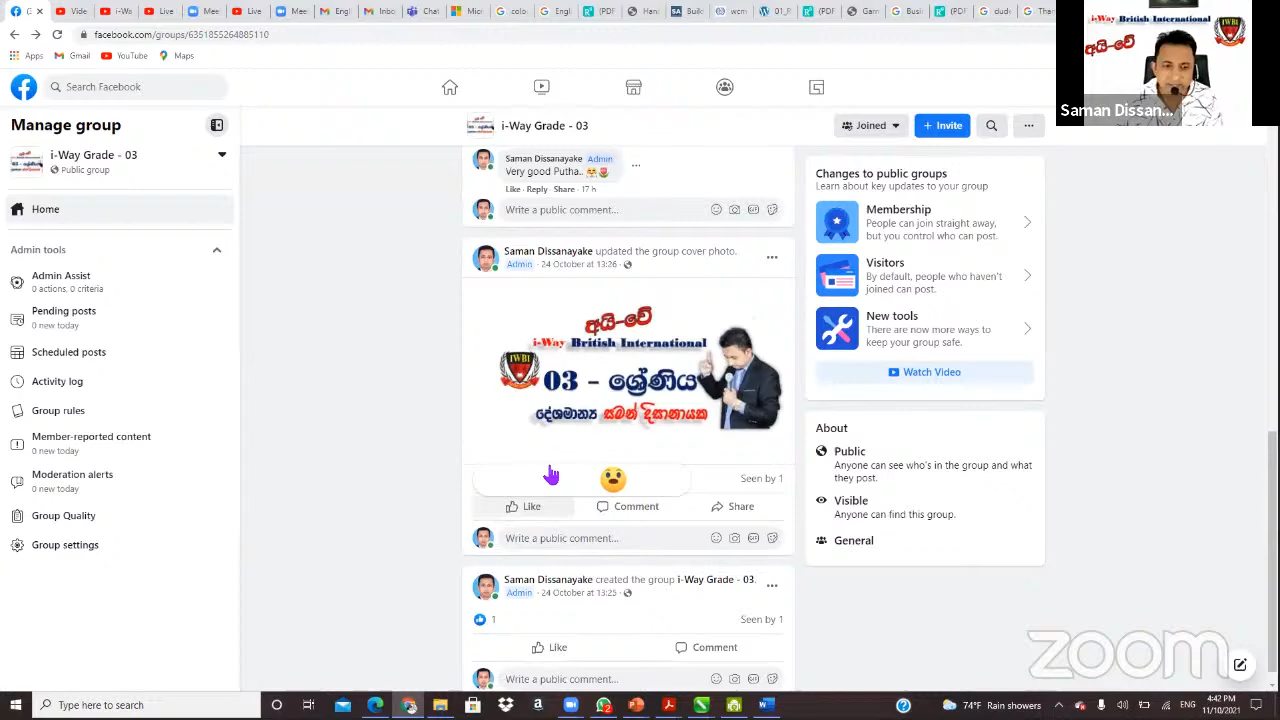 Vide
i-Wa
Live
Mee
Live
Mee
facebook.com/groups/351855264885110
Apps
Gmail
YouTube
Maps
Search Facebook
Manage group
i-Way Grade - 03
Public group
Home
Admin tools
Admin Assist
0 actions, 0 criteria
Pending posts
0 new today
Scheduled posts
Activity log
Group rules
Member-reported content
0 new today
Moderation alerts
0 new today
Group Quality
Group settings
i-Way Grade - 03
Joined
+ Invite
Saman Dissanayake Admin
Very good Putha.
Like · Reply · Share · 17 h
Write a public comment…
Saman Dissanayake updated the group cover photo.
Admin · 24 October at 13:26 ·
අයි-වේ
i-Way British International
IWBI
03 - ශ්‍රේණිය
දේශමාන්‍ය සමන් දිසානායක
Seen by 1
Like
Comment
Share
Write a public comment…
Saman Dissanayake created the group i-Way Grade - 03.
Admin · 24 October at 13:25 ·
1
Seen by 1
Like
Comment
Write a public comment…
Changes to public groups
Learn about key updates to your group
Membership
People can join straight away,
but you control who can post.
Visitors
By default, people who haven't
joined can post.
New tools
There are now more ways to
keep your group safe.
Watch Video
About
Public
Anyone can see who's in the group and what
they post.
Visible
Anyone can find this group.
General
i-Way British International
අයි-වේ
IWBI
Saman Dissan...
zoom
Type here to search
74°F Rain showers
ENG
4:42 PM
11/10/2021